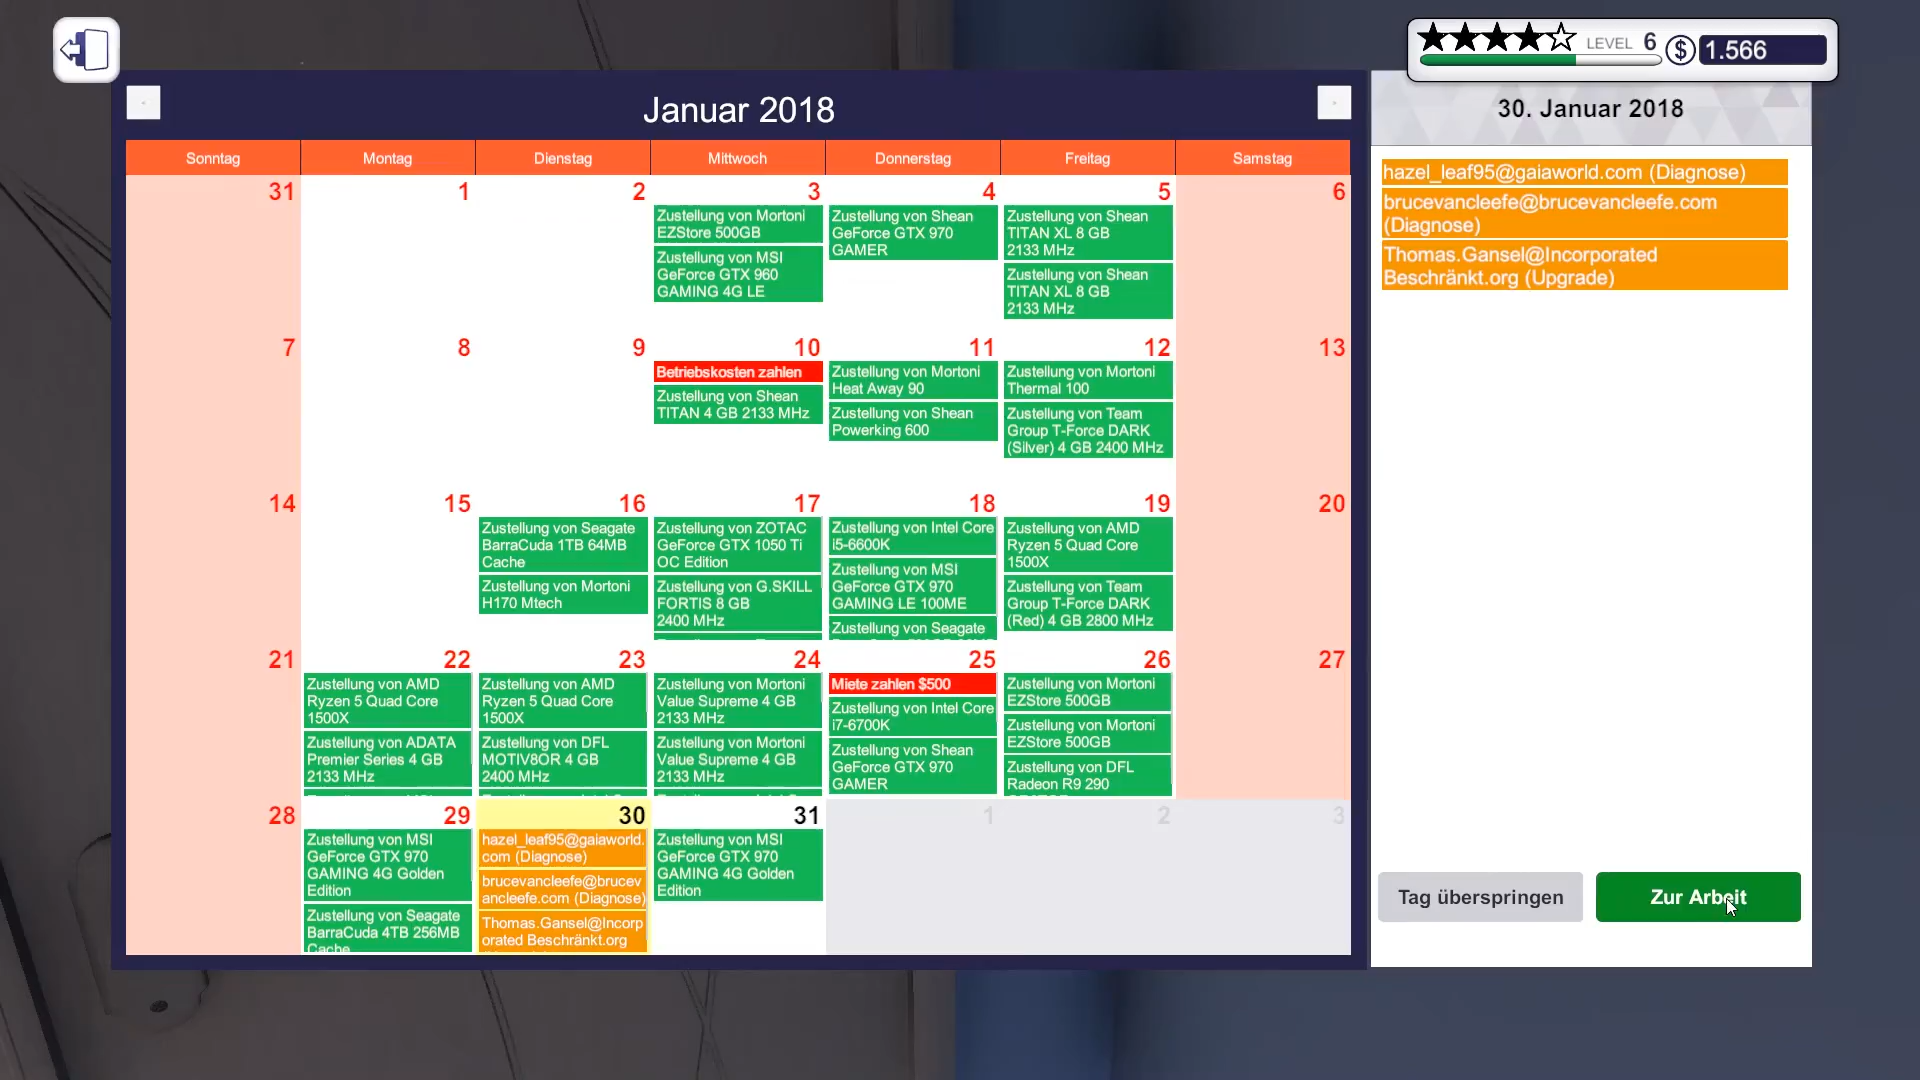 LEVEL 6
1.566
Januar 2018
30. Januar 2018
Sonntag
Montag
Dienstag
Mittwoch
Donnerstag
Freitag
Samstag
31
1
2
3
Zustellung von Mortoni
EZStore 500GB
Zustellung von MSI
GeForce GTX 960
GAMING 4G LE
4
Zustellung von Shean
GeForce GTX 970
GAMER
5
Zustellung von Shean
TITAN XL 8 GB
2133 MHz
Zustellung von Shean
TITAN XL 8 GB
2133 MHz
6
7
8
9
10
Betriebskosten zahlen
Zustellung von Shean
TITAN 4 GB 2133 MHz
11
Zustellung von Mortoni
Heat Away 90
Zustellung von Shean
Powerking 600
12
Zustellung von Mortoni
Thermal 100
Zustellung von Team
Group T-Force DARK
(Silver) 4 GB 2400 MHz
13
14
15
16
Zustellung von Seagate
BarraCuda 1TB 64MB
Cache
Zustellung von Mortoni
H170 Mtech
17
Zustellung von ZOTAC
GeForce GTX 1050 Ti
OC Edition
Zustellung von G.SKILL
FORTIS 8 GB
2400 MHz
18
Zustellung von Intel Core
i5-6600K
Zustellung von MSI
GeForce GTX 970
GAMING LE 100ME
Zustellung von Seagate
19
Zustellung von AMD
Ryzen 5 Quad Core
1500X
Zustellung von Team
Group T-Force DARK
(Red) 4 GB 2800 MHz
20
21
22
Zustellung von AMD
Ryzen 5 Quad Core
1500X
Zustellung von ADATA
Premier Series 4 GB
2133 MHz
23
Zustellung von AMD
Ryzen 5 Quad Core
1500X
Zustellung von DFL
MOTIV8OR 4 GB
2400 MHz
24
Zustellung von Mortoni
Value Supreme 4 GB
2133 MHz
Zustellung von Mortoni
Value Supreme 4 GB
2133 MHz
25
Miete zahlen $500
Zustellung von Intel Core
i7-6700K
Zustellung von Shean
GeForce GTX 970
GAMER
26
Zustellung von Mortoni
EZStore 500GB
Zustellung von Mortoni
EZStore 500GB
Zustellung von DFL
Radeon R9 290
27
28
29
Zustellung von MSI
GeForce GTX 970
GAMING 4G Golden
Edition
Zustellung von Seagate
BarraCuda 4TB 256MB
Cache
30
hazel_leaf95@gaiaworld.
com (Diagnose)
brucevancleefe@brucev
ancleefe.com (Diagnose)
Thomas.Gansel@Incorp
orated Beschränkt.org
31
Zustellung von MSI
GeForce GTX 970
GAMING 4G Golden
Edition
1
2
3
hazel_leaf95@gaiaworld.com (Diagnose)
brucevancleefe@brucevancleefe.com
(Diagnose)
Thomas.Gansel@Incorporated
Beschränkt.org (Upgrade)
Tag überspringen
Zur Arbeit